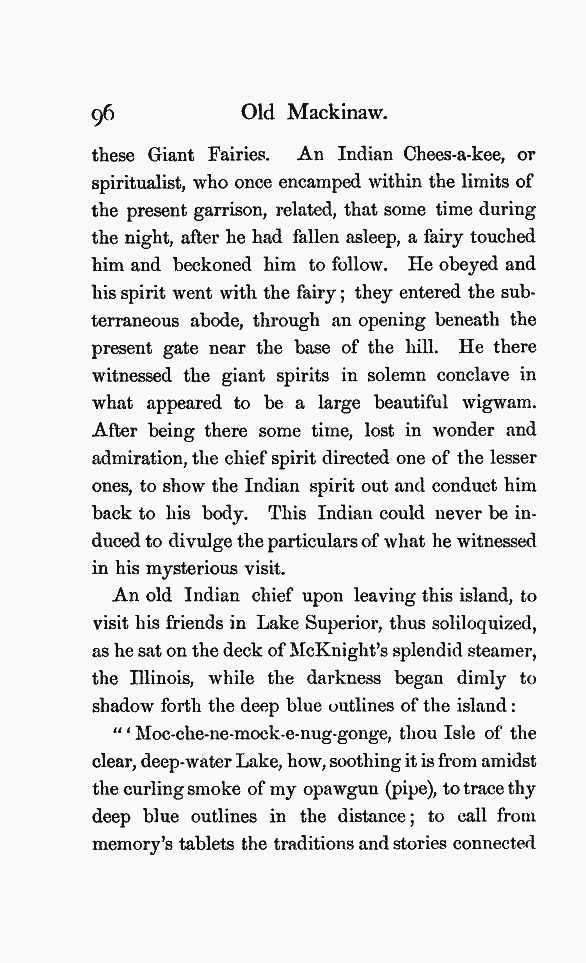 96 Old Mackinaw.
these Giant Fairies. An Indian Chees-a-kee, or
spiritualist, who once encamped within the limits of
the present garrison, related, that some time during
the night, after he had fallen asleep, a fairy touched
him and beckoned him to follow. He obeyed and
his spirit went with the fairy; they entered the sub-
terraneous abode, through an opening beneath the
present gate near the base of the hill. He there
witnessed the giant spirits in solemn conclave in
what appeared to be a large beautiful wigwam.
After being there some time, lost in wonder and
admiration, the chief spirit directed one of the lesser
ones, to show the Indian spirit out and conduct him
back to his body. This Indian could never be in-
duced to divulge the particulars of what he witnessed
in his mysterious visit.
An old Indian chief upon leaving this island, to
visit his friends in Lake Superior, thus soliloquized,
as he sat on the deck of McKnight's splendid steamer,
the Illinois, while the darkness began dimly to
shadow forth the deep blue outlines of the island:
"'Moc-che-ne-mock-e-nug-gonge, thou Isle of the
clear, deep-water Lake, how, soothing it is from amidst
the curling smoke of my opawgun (pipe), to trace thy
deep blue outlines in the distance; to call from
memory's tablets the traditions and stories connected